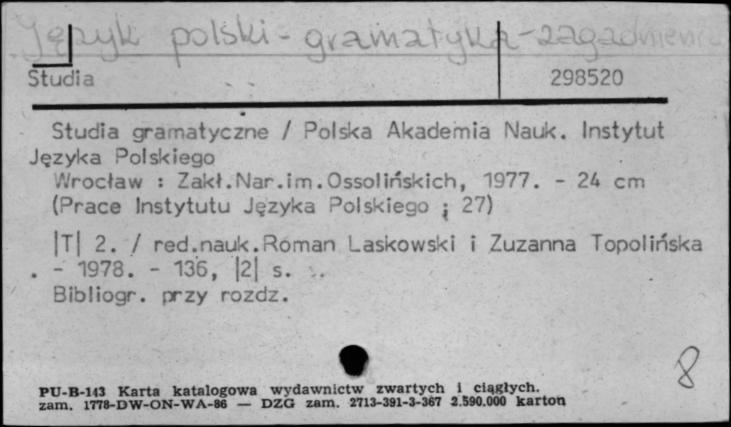 Język polski - gramatyka - zagadnienia
Studia 298520
Studia gramatyczne / Polska Akademia Nauk. Instytut
Języka Polskiego
Wrocław : Zakł.Nar.im.Ossolińskich, 1977. - 24 cm
(Prace Instytutu Języka Polskiego ; 27)
|T| 2. / red.nauk.Roman Laskowski i Zuzanna Topolińska
. - 1978. - 136, |2| s.
Bibliogr. przy rozdz.
8
PU-B-143 Karta katalogowa wydawnictw zwartych i ciągłych.
zam. 1778-DW-ON-WA-86 — DZG zam. 2713-391-3-367 2.590.000 karton